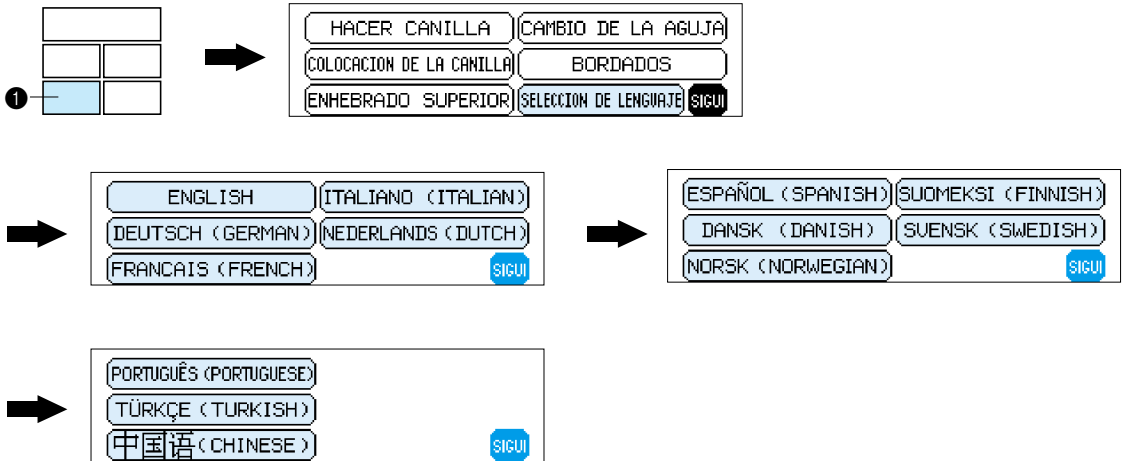 HACER CANILLA CAMBIO DE LA AGUJA
COLOCACION DE LA CANILLA BORDADOS
1 ENHEBRADO SUPERIOR SELECCION DE LENGUAJE SIGUI
ENGLISH ITALIANO (ITALIAN)
DEUTSCH (GERMAN) NEDERLANDS (DUTCH)
FRANCAIS (FRENCH) SIGUI
ESPAÑOL (SPANISH) SUOMEKSI (FINNISH)
DANSK (DANISH) SVENSK (SWEDISH)
NORSK (NORWEGIAN) SIGUI
PORTUGUÊS (PORTUGUESE)
TÜRKÇE (TURKISH)
中国语 (CHINESE) SIGUI